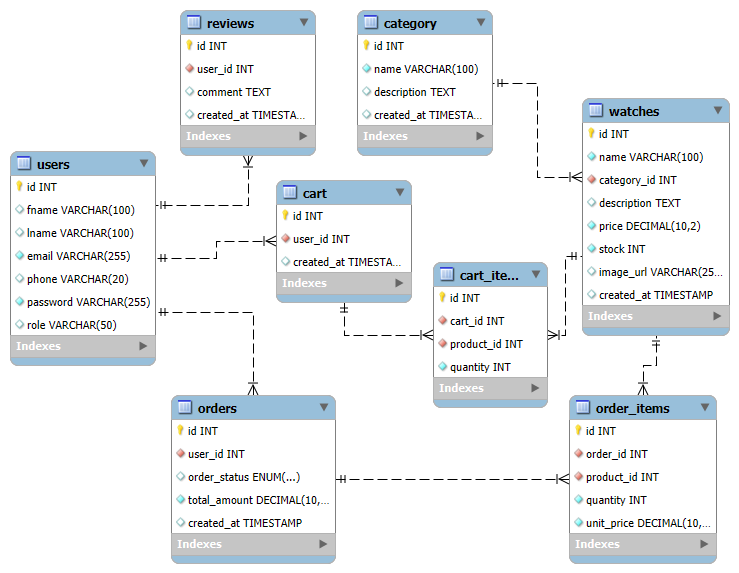 reviews
id INT
user_id INT
comment TEXT
created_at TIMESTA...
Indexes
category
id INT
name VARCHAR(100)
description TEXT
created_at TIMESTA...
Indexes
watches
id INT
name VARCHAR(100)
category_id INT
description TEXT
price DECIMAL(10,2)
stock INT
image_url VARCHAR(25...
created_at TIMESTAMP
Indexes
users
id INT
fname VARCHAR(100)
lname VARCHAR(100)
email VARCHAR(255)
phone VARCHAR(20)
password VARCHAR(255)
role VARCHAR(50)
Indexes
cart
id INT
user_id INT
created_at TIMESTA...
Indexes
cart_ite...
id INT
cart_id INT
product_id INT
quantity INT
Indexes
orders
id INT
user_id INT
order_status ENUM(...)
total_amount DECIMAL(10,...
created_at TIMESTAMP
Indexes
order_items
id INT
order_id INT
product_id INT
quantity INT
unit_price DECIMAL(10,...
Indexes